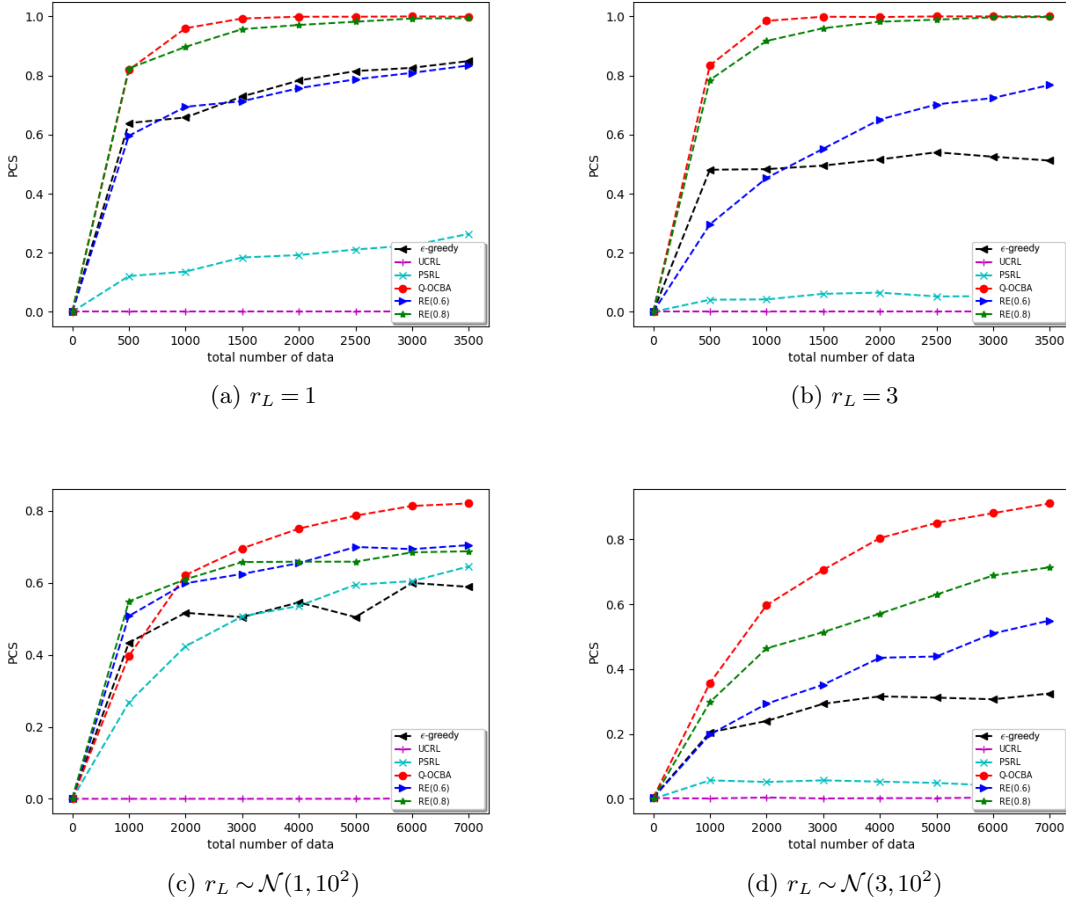 1.0
0.8
0.6
0.4
0.2
0.0
PCS
0 500 1000 1500 2000 2500 3000 3500
total number of data
ϵ-greedy
UCRL
PSRL
Q-OCBA
RE(0.6)
RE(0.8)
(a) r_L = 1
1.0
0.8
0.6
0.4
0.2
0.0
PCS
0 500 1000 1500 2000 2500 3000 3500
total number of data
ϵ-greedy
UCRL
PSRL
Q-OCBA
RE(0.6)
RE(0.8)
(b) r_L = 3
0.8
0.6
0.4
0.2
0.0
PCS
0 1000 2000 3000 4000 5000 6000 7000
total number of data
ϵ-greedy
UCRL
PSRL
Q-OCBA
RE(0.6)
RE(0.8)
(c) r_L ∼ 𝒩(1, 10²)
0.8
0.6
0.4
0.2
0.0
PCS
0 1000 2000 3000 4000 5000 6000 7000
total number of data
ϵ-greedy
UCRL
PSRL
Q-OCBA
RE(0.6)
RE(0.8)
(d) r_L ∼ 𝒩(3, 10²)